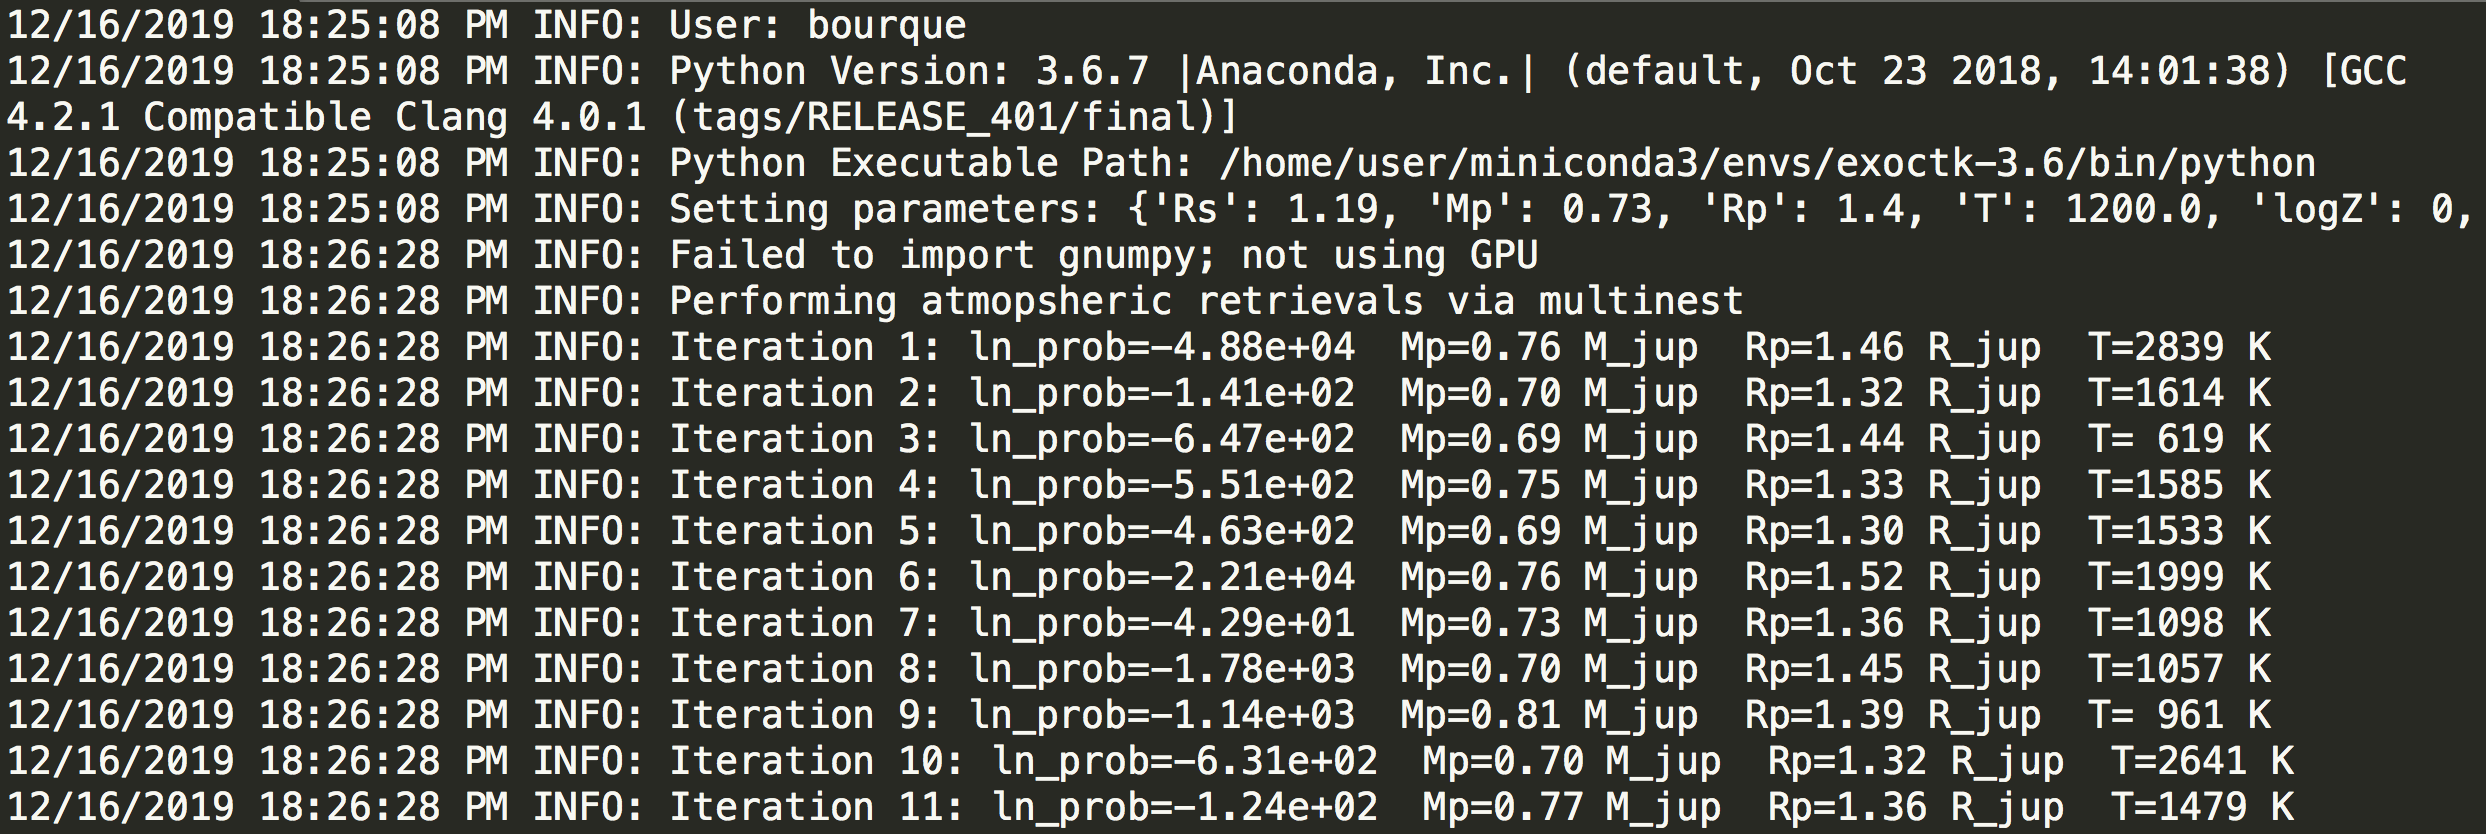 12/16/2019 18:25:08 PM INFO: User: bourque
12/16/2019 18:25:08 PM INFO: Python Version: 3.6.7 |Anaconda, Inc.| (default, Oct 23 2018, 14:01:38) [GCC
4.2.1 Compatible Clang 4.0.1 (tags/RELEASE_401/final)]
12/16/2019 18:25:08 PM INFO: Python Executable Path: /home/user/miniconda3/envs/exoctk-3.6/bin/python
12/16/2019 18:25:08 PM INFO: Setting parameters: {'Rs': 1.19, 'Mp': 0.73, 'Rp': 1.4, 'T': 1200.0, 'logZ': 0,
12/16/2019 18:26:28 PM INFO: Failed to import gnumpy; not using GPU
12/16/2019 18:26:28 PM INFO: Performing atmopsheric retrievals via multinest
12/16/2019 18:26:28 PM INFO: Iteration 1: ln_prob=-4.88e+04  Mp=0.76 M_jup  Rp=1.46 R_jup  T=2839 K
12/16/2019 18:26:28 PM INFO: Iteration 2: ln_prob=-1.41e+02  Mp=0.70 M_jup  Rp=1.32 R_jup  T=1614 K
12/16/2019 18:26:28 PM INFO: Iteration 3: ln_prob=-6.47e+02  Mp=0.69 M_jup  Rp=1.44 R_jup  T= 619 K
12/16/2019 18:26:28 PM INFO: Iteration 4: ln_prob=-5.51e+02  Mp=0.75 M_jup  Rp=1.33 R_jup  T=1585 K
12/16/2019 18:26:28 PM INFO: Iteration 5: ln_prob=-4.63e+02  Mp=0.69 M_jup  Rp=1.30 R_jup  T=1533 K
12/16/2019 18:26:28 PM INFO: Iteration 6: ln_prob=-2.21e+04  Mp=0.76 M_jup  Rp=1.52 R_jup  T=1999 K
12/16/2019 18:26:28 PM INFO: Iteration 7: ln_prob=-4.29e+01  Mp=0.73 M_jup  Rp=1.36 R_jup  T=1098 K
12/16/2019 18:26:28 PM INFO: Iteration 8: ln_prob=-1.78e+03  Mp=0.70 M_jup  Rp=1.45 R_jup  T=1057 K
12/16/2019 18:26:28 PM INFO: Iteration 9: ln_prob=-1.14e+03  Mp=0.81 M_jup  Rp=1.39 R_jup  T= 961 K
12/16/2019 18:26:28 PM INFO: Iteration 10: ln_prob=-6.31e+02  Mp=0.70 M_jup  Rp=1.32 R_jup  T=2641 K
12/16/2019 18:26:28 PM INFO: Iteration 11: ln_prob=-1.24e+02  Mp=0.77 M_jup  Rp=1.36 R_jup  T=1479 K